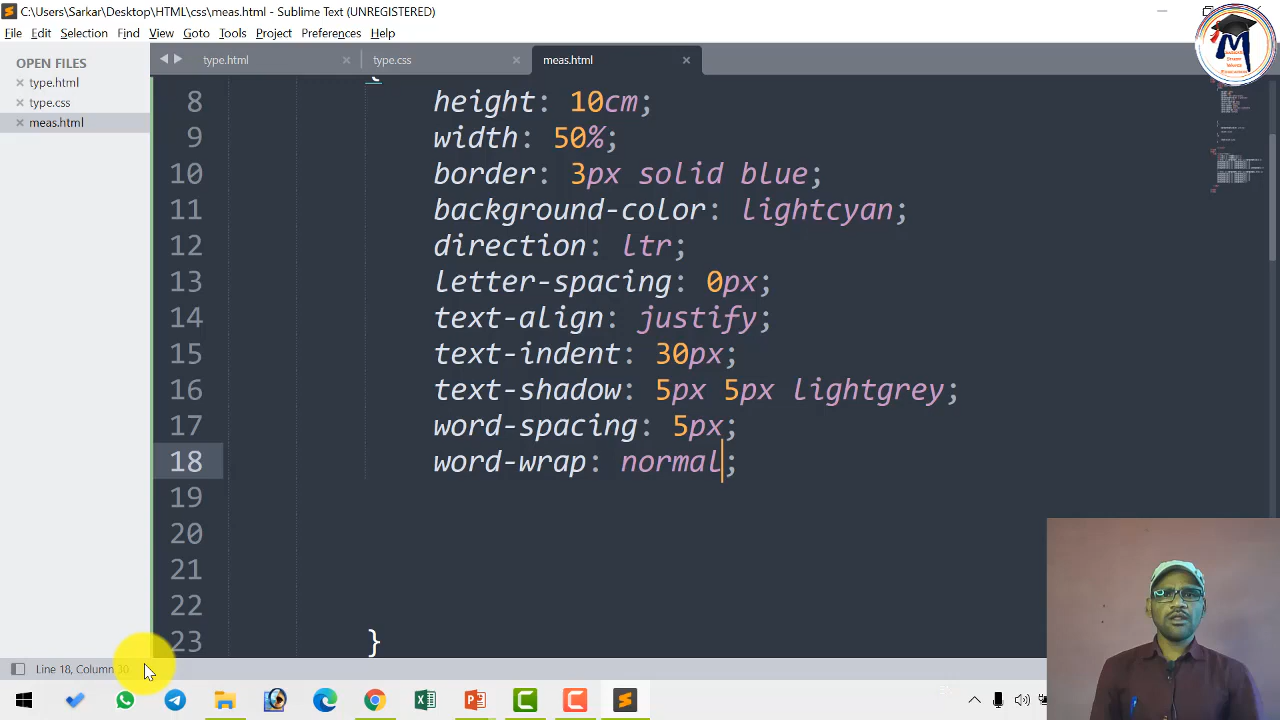 C:\Users\Sarkar\Desktop\HTML\css\meas.html - Sublime Text (UNREGISTERED)
File Edit Selection Find View Goto Tools Project Preferences Help
OPEN FILES
type.html
type.css
meas.html
type.html
type.css
meas.html
{
8 height: 10cm;
9 width: 50%;
10 border: 3px solid blue;
11 background-color: lightcyan;
12 direction: ltr;
13 letter-spacing: 0px;
14 text-align: justify;
15 text-indent: 30px;
16 text-shadow: 5px 5px lightgrey;
17 word-spacing: 5px;
18 word-wrap: normal;
19
20
21
22
23 }
Line 18, Column 30